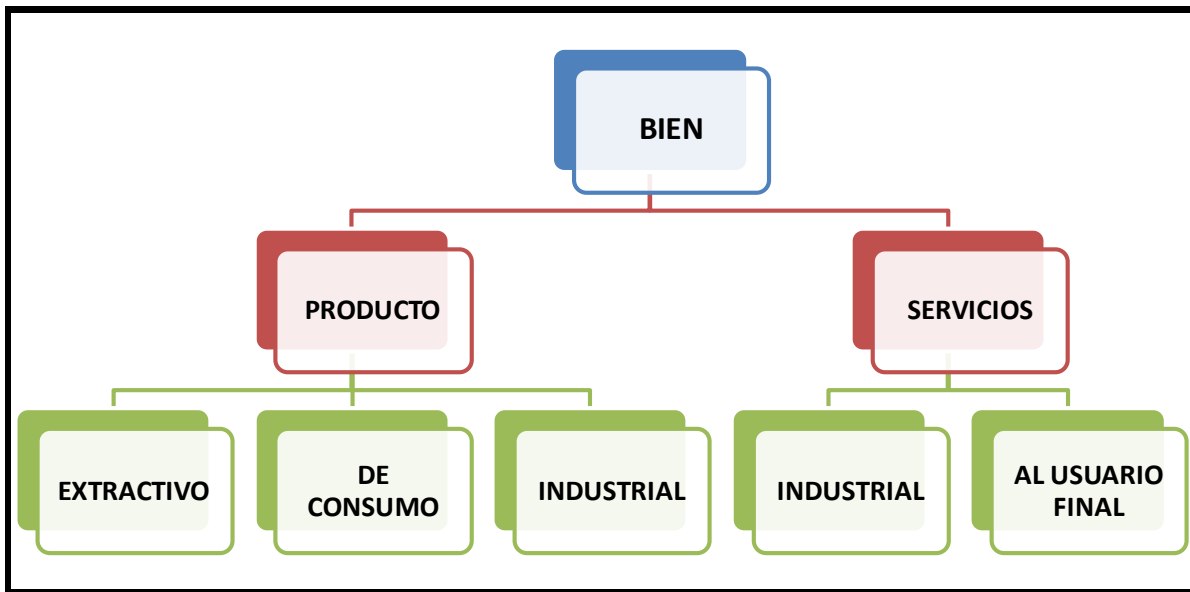 BIEN
PRODUCTO
SERVICIOS
EXTRACTIVO
DE
CONSUMO
INDUSTRIAL
INDUSTRIAL
AL USUARIO
FINAL